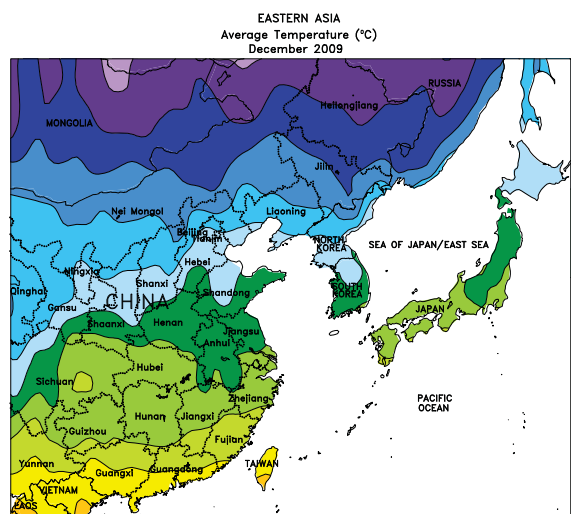 EASTERN ASIA
Average Temperature (°C)
December 2009
RUSSIA
Heilongjiang
MONGOLIA
Jilin
Nei Mongol
Liaoning
Beijing
Tianjin
NORTH
KOREA
SEA OF JAPAN/EAST SEA
Hebei
Ningxia
Shanxi
Qinghai
CHINA
Shandong
SOUTH
KOREA
Gansu
JAPAN
Shaanxi
Henan
Jiangsu
Anhui
Hubei
Sichuan
Zhejiang
PACIFIC
OCEAN
Hunan
Jiangxi
Guizhou
Fujian
Yunnan
TAIWAN
Guangxi
Guangdong
VIETNAM
LAOS